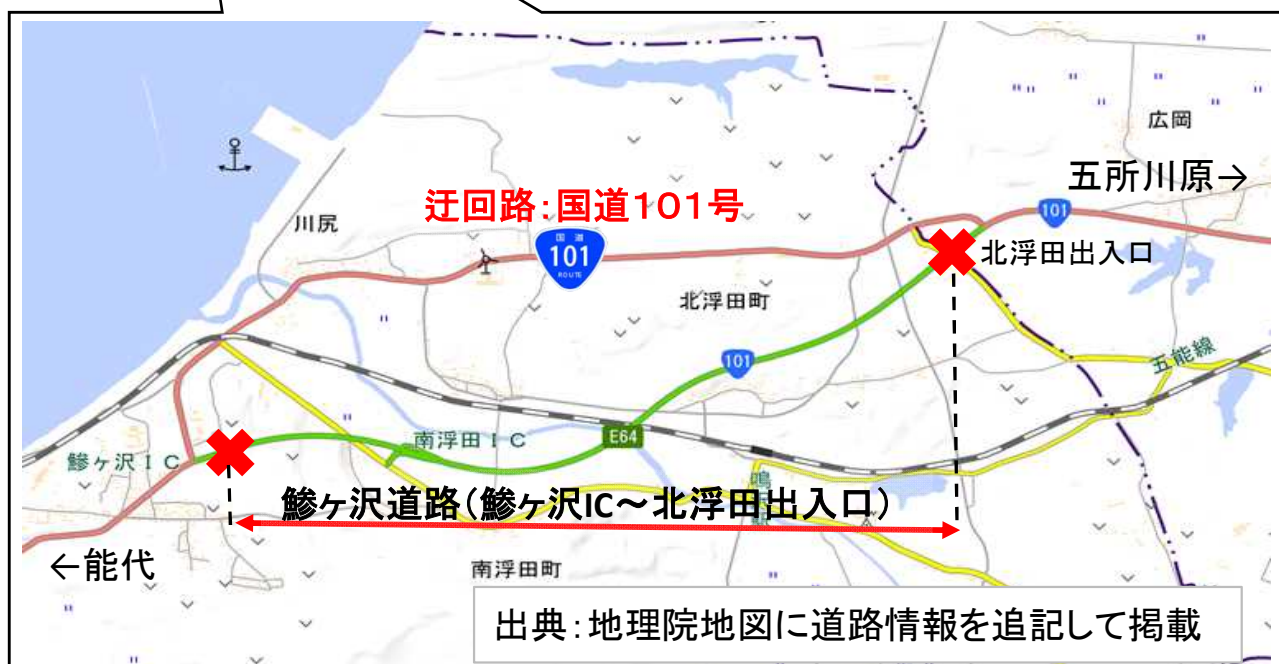 広岡
五所川原→
迂回路:国道101号
川尻
101
国道
101
ROUTE
北浮田出入口
北浮田町
101
五能線
E64
南浮田IC
鰺ヶ沢IC
鰺ヶ沢道路(鰺ヶ沢IC~北浮田出入口)
←能代
南浮田町
出典:地理院地図に道路情報を追記して掲載